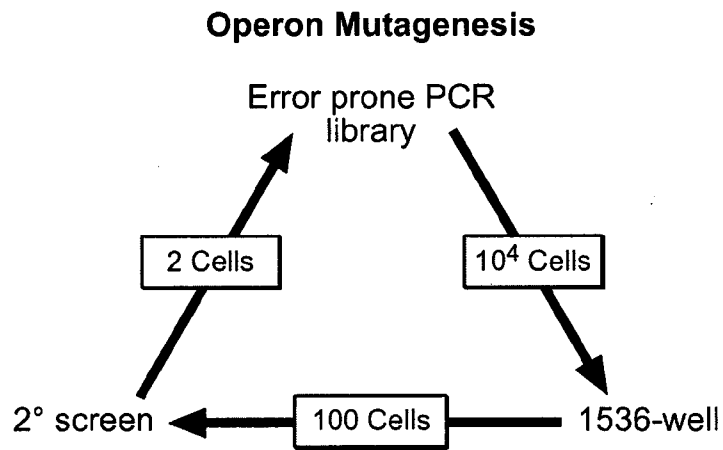 Operon Mutagenesis
Error prone PCR
library
2 Cells
10⁴ Cells
2° screen
100 Cells
1536-well